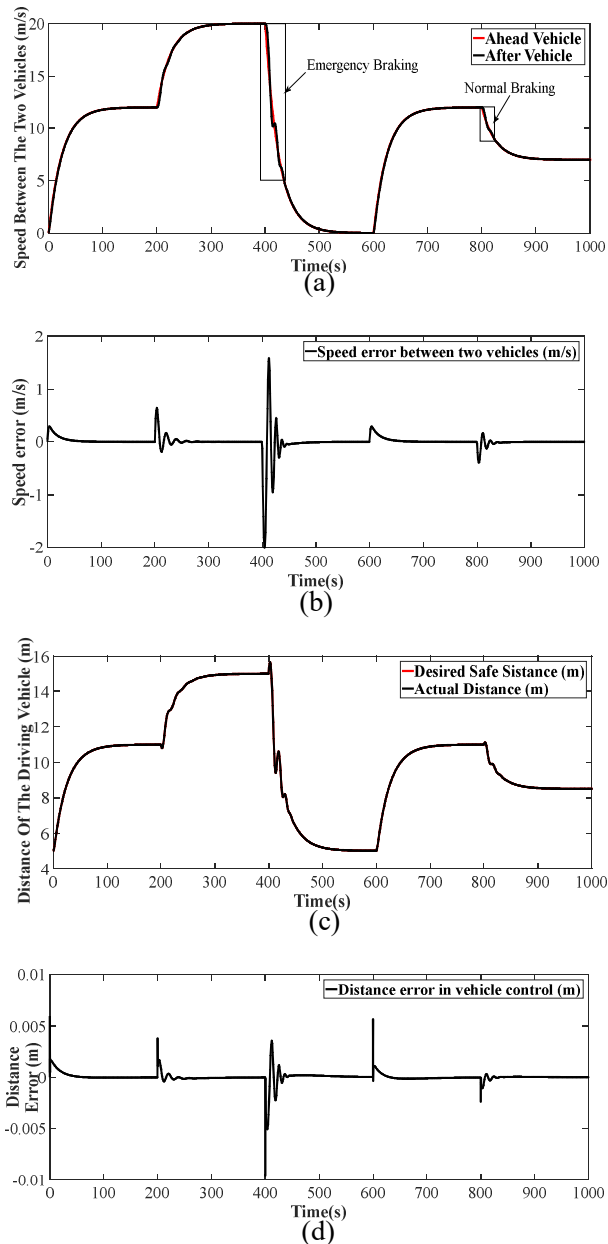 Speed Between The Two Vehicles (m/s)
20
15
10
5
0
Ahead Vehicle
After Vehicle
Emergency Braking
Normal Braking
0 100 200 300 400 500 600 700 800 900 1000
Time(s)
(a)
Speed error (m/s)
2
1
0
-1
-2
Speed error between two vehicles (m/s)
0 100 200 300 400 500 600 700 800 900 1000
Time(s)
(b)
Distance Of The Driving Vehicle (m)
16
14
12
10
8
6
4
Desired Safe Sistance (m)
Actual Distance (m)
0 100 200 300 400 500 600 700 800 900 1000
Time(s)
(c)
Distance
Error (m)
0.01
0.005
0
-0.005
-0.01
Distance error in vehicle control (m)
0 100 200 300 400 500 600 700 800 900 1000
Time(s)
(d)